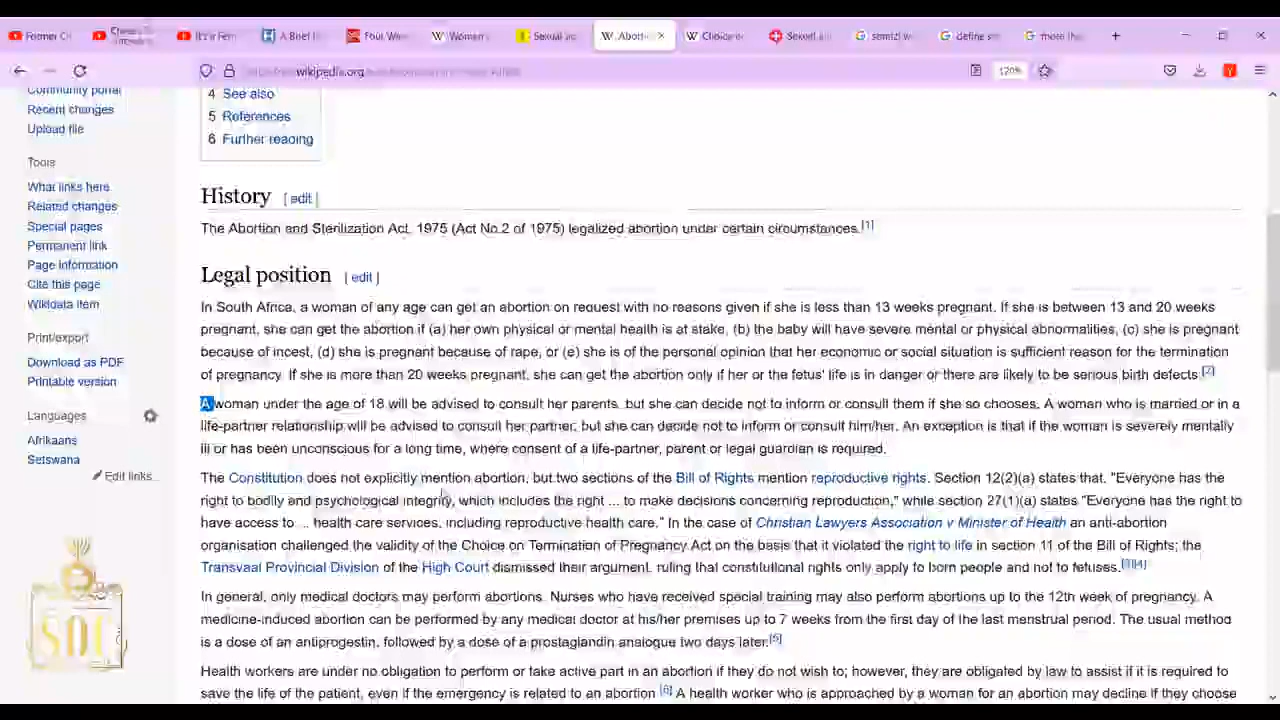 Former C
It's a Fem
A Brief
Foul
Women's
Sexual
Aborti
Choice o
Sexual
semizi w
define s
more tha
wikipedia.org
120%
Community portal
Recent changes
Upload file
Tools
What links here
Related changes
Special pages
Permanent link
Page information
Cite this page
Wikidata item
Print/export
Download as PDF
Printable version
Languages
Afrikaans
Setswana
Edit links
4 See also
5 References
6 Further reading
History [ edit ]
The Abortion and Sterilization Act, 1975 (Act No.2 of 1975) legalized abortion under certain circumstances.[1]
Legal position [ edit ]
In South Africa, a woman of any age can get an abortion on request with no reasons given if she is less than 13 weeks pregnant. If she is between 13 and 20 weeks
pregnant, she can get the abortion if (a) her own physical or mental health is at stake, (b) the baby will have severe mental or physical abnormalities, (c) she is pregnant
because of incest, (d) she is pregnant because of rape, or (e) she is of the personal opinion that her economic or social situation is sufficient reason for the termination
of pregnancy. If she is more than 20 weeks pregnant, she can get the abortion only if her or the fetus' life is in danger or there are likely to be serious birth defects.[2]
A woman under the age of 18 will be advised to consult her parents, but she can decide not to inform or consult them if she so chooses. A woman who is married or in a
life-partner relationship will be advised to consult her partner, but she can decide not to inform or consult him/her. An exception is that if the woman is severely mentally
ill or has been unconscious for a long time, where consent of a life-partner, parent or legal guardian is required.
The Constitution does not explicitly mention abortion, but two sections of the Bill of Rights mention reproductive rights. Section 12(2)(a) states that, "Everyone has the
right to bodily and psychological integrity, which includes the right ... to make decisions concerning reproduction," while section 27(1)(a) states "Everyone has the right to
have access to ... health care services, including reproductive health care." In the case of Christian Lawyers Association v Minister of Health an anti-abortion
organisation challenged the validity of the Choice on Termination of Pregnancy Act on the basis that it violated the right to life in section 11 of the Bill of Rights; the
Transvaal Provincial Division of the High Court dismissed their argument, ruling that constitutional rights only apply to born people and not to fetuses.[3][4]
In general, only medical doctors may perform abortions. Nurses who have received special training may also perform abortions up to the 12th week of pregnancy. A
medicine-induced abortion can be performed by any medical doctor at his/her premises up to 7 weeks from the first day of the last menstrual period. The usual method
is a dose of an antiprogestin, followed by a dose of a prostaglandin analogue two days later.[5]
Health workers are under no obligation to perform or take active part in an abortion if they do not wish to; however, they are obligated by law to assist if it is required to
save the life of the patient, even if the emergency is related to an abortion.[6] A health worker who is approached by a woman for an abortion may decline if they choose